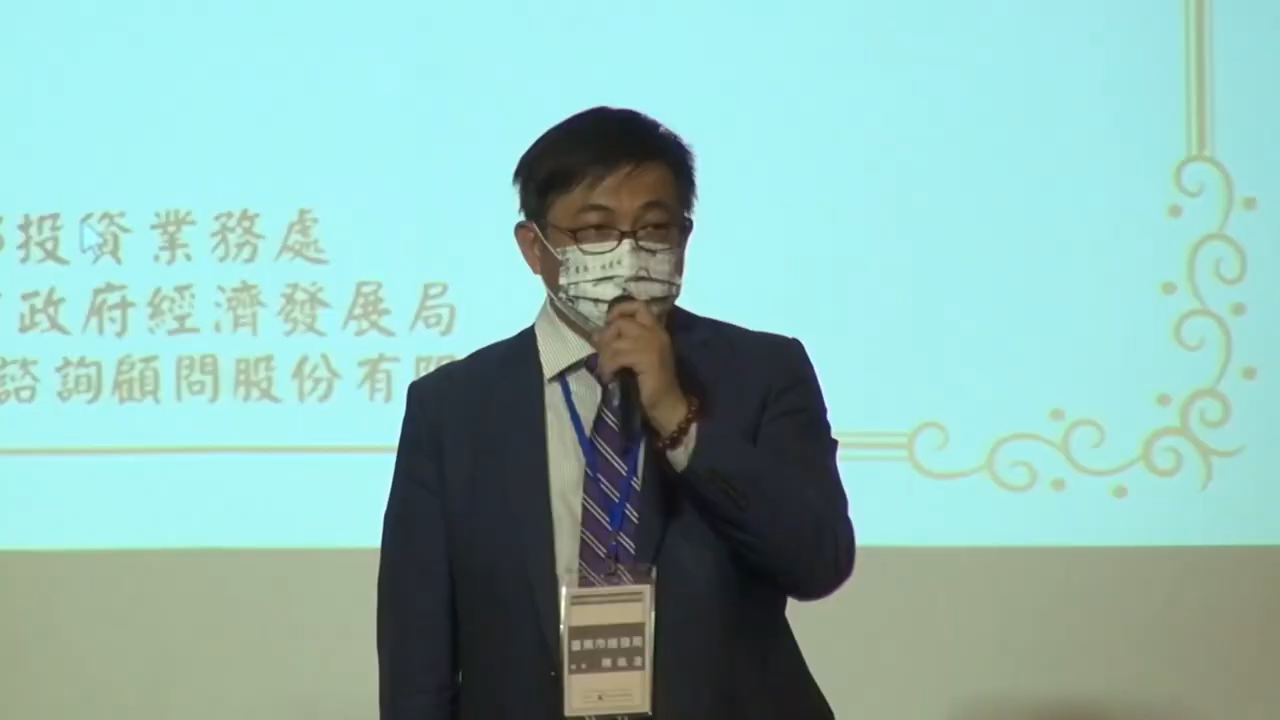 投資業務處
政府經濟發展局
諮詢顧問股份有限
臺南市經發局